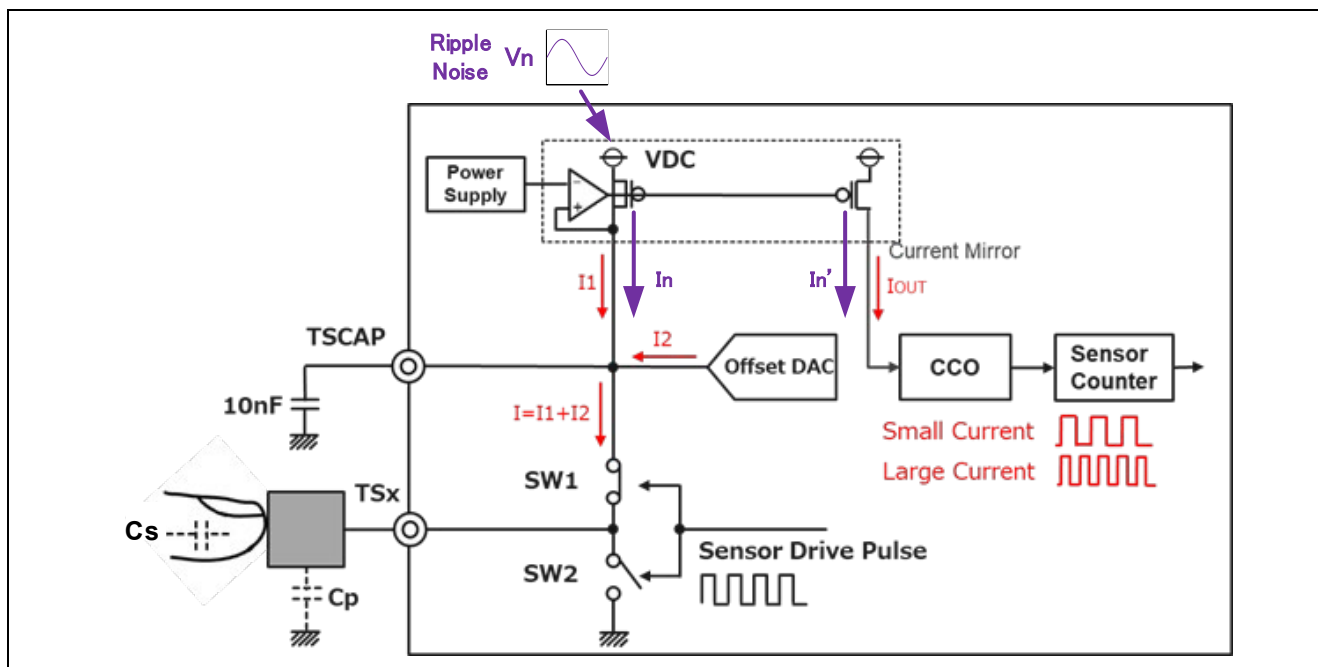 Ripple
Noise
Vn
Power
Supply
VDC
−
+
Current Mirror
I1
In
In’
IOUT
TSCAP
I2
Offset DAC
CCO
Sensor
Counter
10nF
I=I1+I2
Small Current
Large Current
SW1
TSx
Cs
Sensor Drive Pulse
SW2
Cp